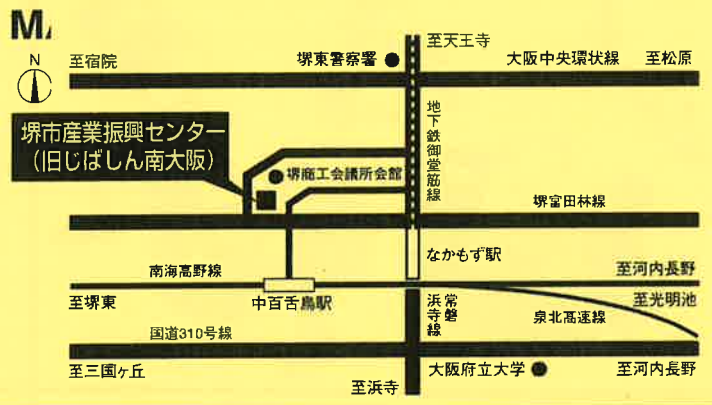 MA
N
至宿院
堺東警察署
至天王寺
大阪中央環状線
至松原
堺市産業振興センター
（旧じばしん南大阪）
堺商工会議所会館
地下鉄御堂筋線
堺富田林線
なかもず駅
南海高野線
至河内長野
至堺東
中百舌鳥駅
常磐
浜寺線
泉北高速線
至光明池
国道310号線
至三国ヶ丘
大阪府立大学
至河内長野
至浜寺